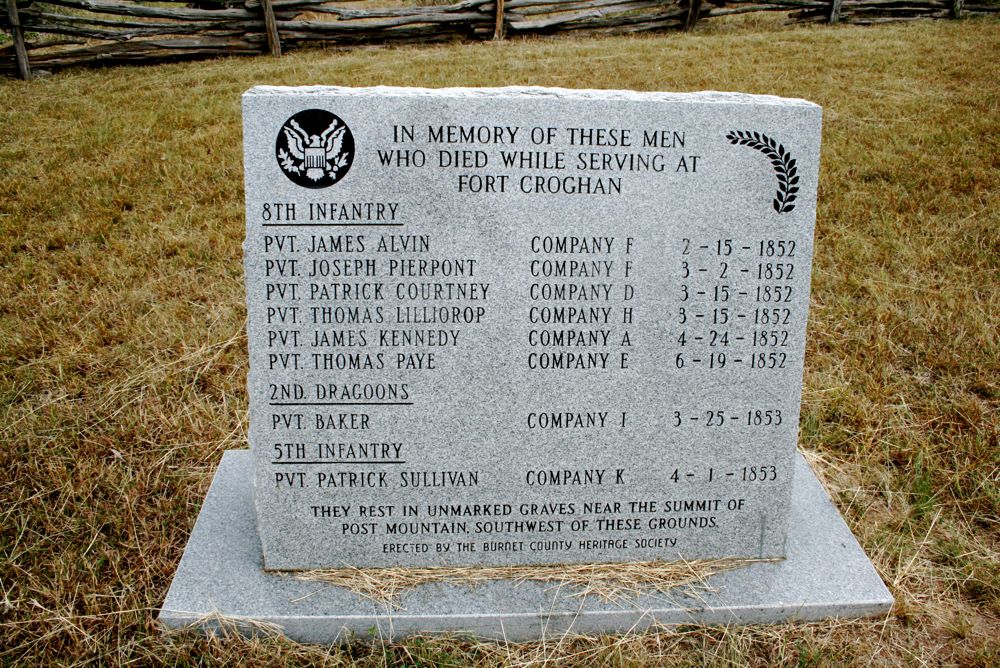 IN MEMORY OF THESE MEN
WHO DIED WHILE SERVING AT
FORT CROGHAN
8TH INFANTRY
PVT. JAMES ALVIN COMPANY F 2 - 15 - 1852
PVT. JOSEPH PIERPONT COMPANY F 3 - 2 - 1852
PVT. PATRICK COURTNEY COMPANY D 3 - 15 - 1852
PVT. THOMAS LILLIOROP COMPANY H 3 - 15 - 1852
PVT. JAMES KENNEDY COMPANY A 4 - 24 - 1852
PVT. THOMAS PAYE COMPANY E 6 - 19 - 1852
2ND. DRAGOONS
PVT. BAKER COMPANY I 3 - 25 - 1853
5TH INFANTRY
PVT. PATRICK SULLIVAN COMPANY K 4 - 1 - 1853
THEY REST IN UNMARKED GRAVES NEAR THE SUMMIT OF
POST MOUNTAIN, SOUTHWEST OF THESE GROUNDS.
ERECTED BY THE BURNET COUNTY HERITAGE SOCIETY